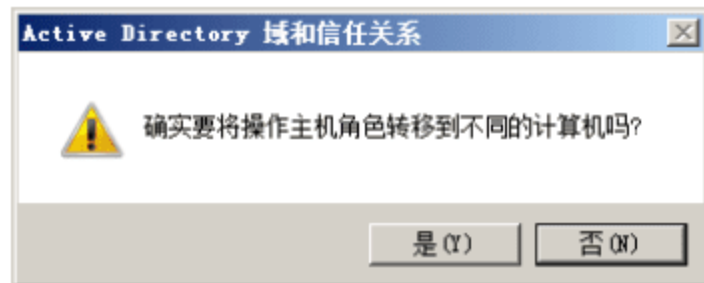 Active Directory 域和信任关系
确实要将操作主机角色转移到不同的计算机吗?
是(Y)
否(N)